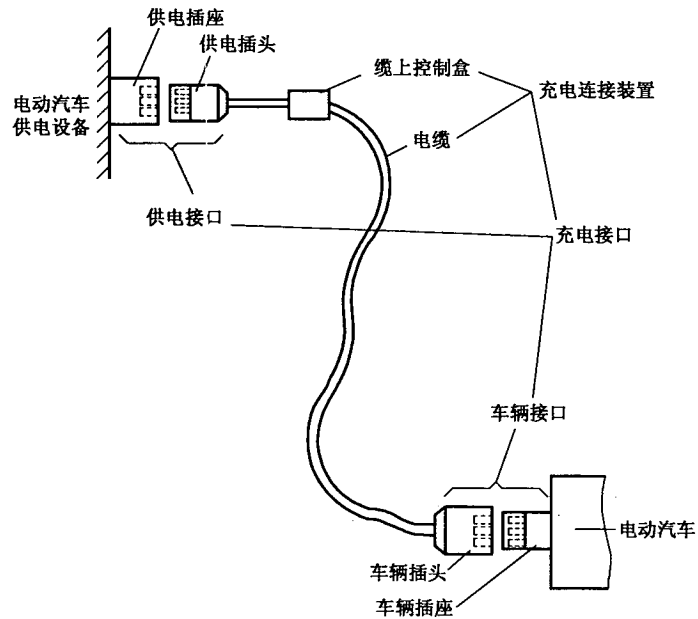 供电插座
供电插头
缆上控制盒
充电连接装置
电动汽车
供电设备
电缆
供电接口
充电接口
车辆接口
电动汽车
车辆插头
车辆插座